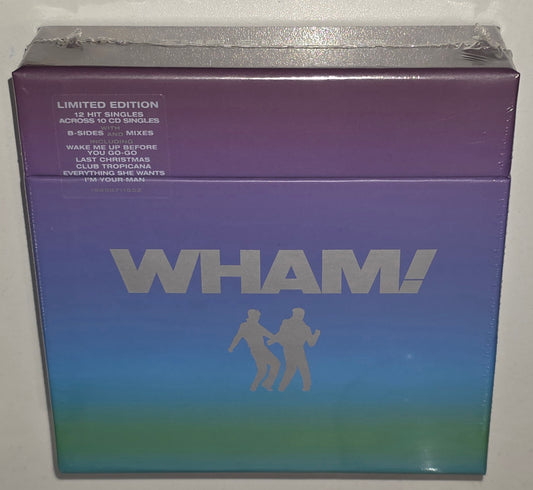 LIMITED EDITION
12 HIT SINGLES
ACROSS 10 CD SINGLES
WITH
B-SIDES AND MIXES
INCLUDING
WAKE ME UP BEFORE
YOU GO-GO
LAST CHRISTMAS
CLUB TROPICANA
EVERYTHING SHE WANTS
I'M YOUR MAN
WHAM!